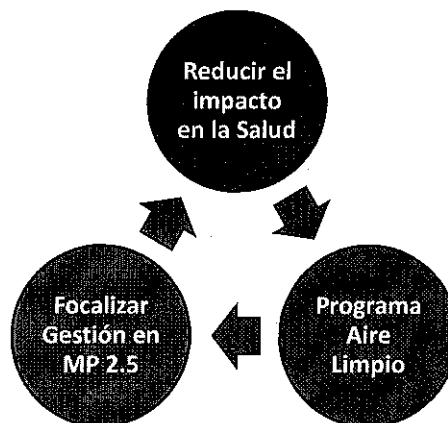 Reducir el
impacto
en la Salud
Focalizar
Gestión en
MP 2.5
Programa
Aire
Limpio